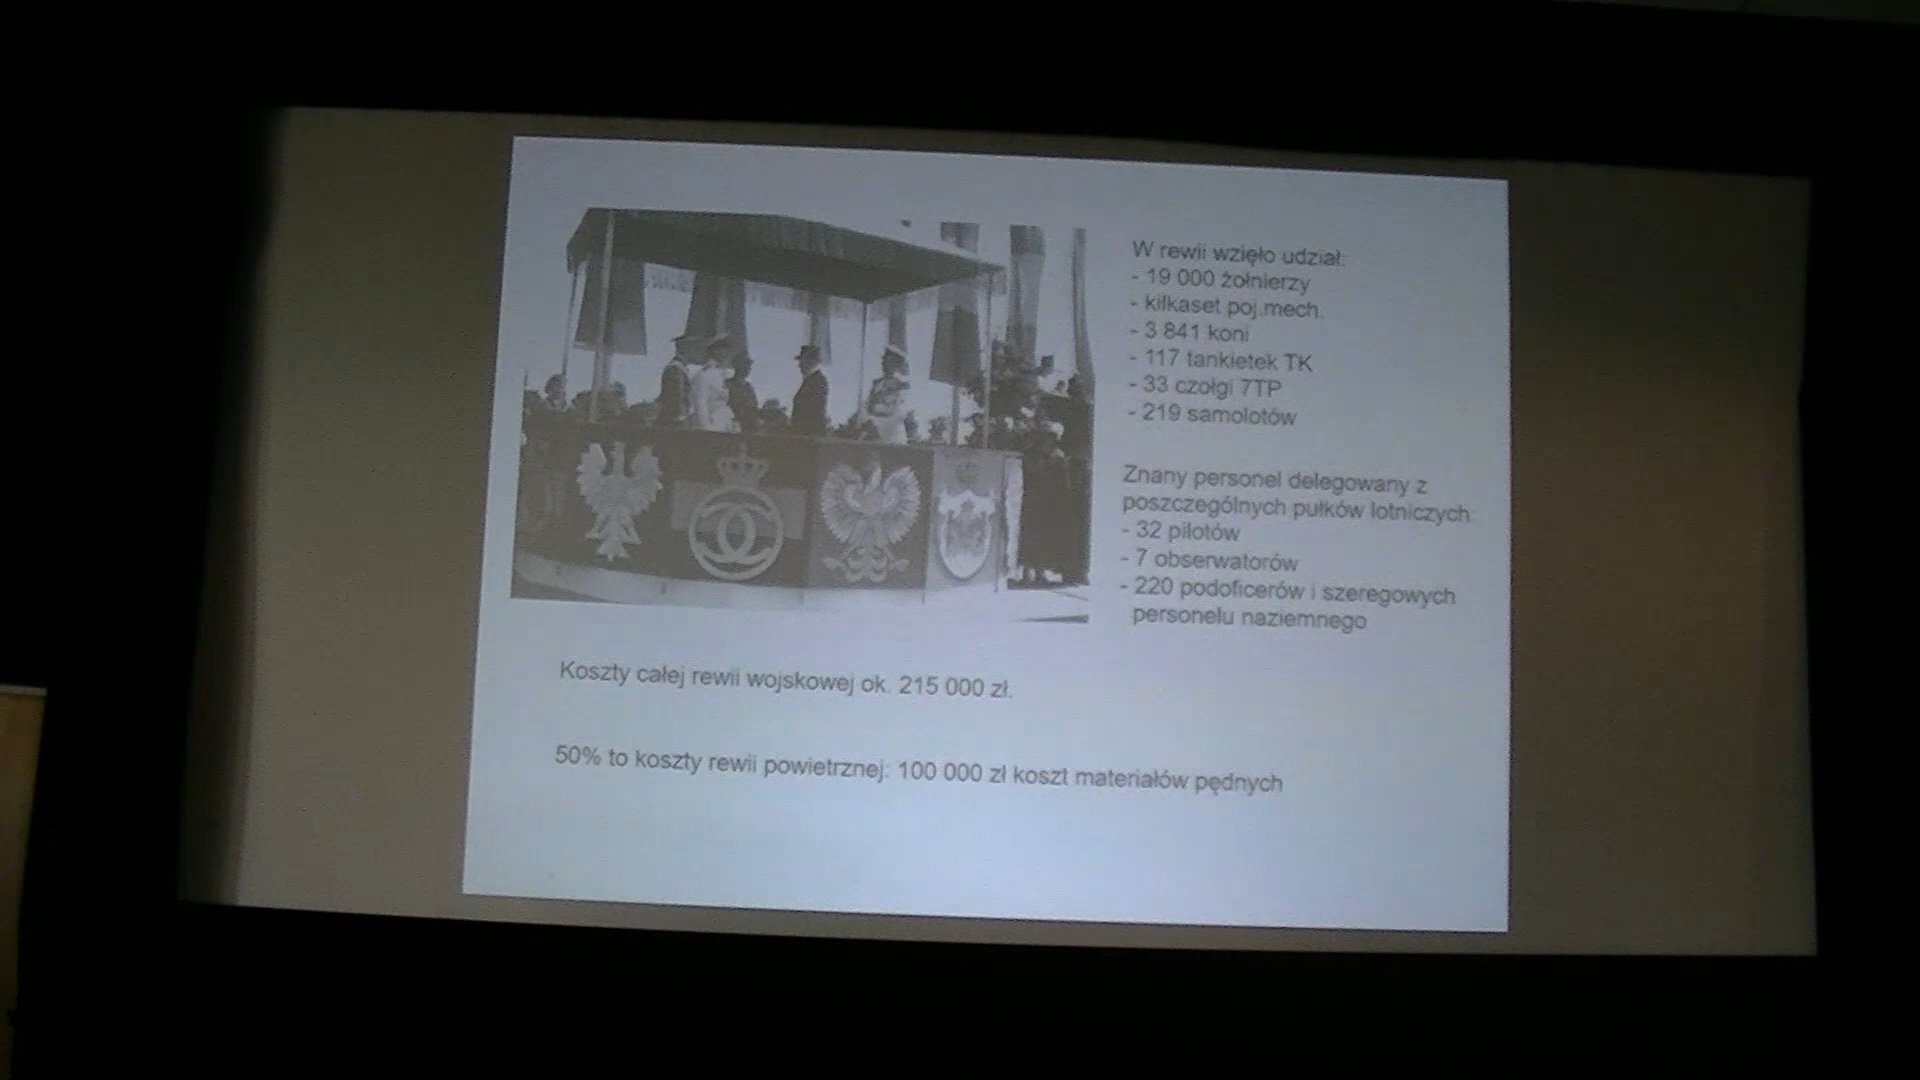 W rewii wzięło udział:
- 19 000 żołnierzy
- kilkaset poj.mech.
- 3 841 koni
- 117 tankietek TK
- 33 czołgi 7TP
- 219 samolotów
Znany personel delegowany z
poszczególnych pułków lotniczych:
- 32 pilotów
- 7 obserwatorów
- 220 podoficerów i szeregowych
personelu naziemnego
Koszty całej rewii wojskowej ok. 215 000 zł.
50% to koszty rewii powietrznej: 100 000 zł koszt materiałów pędnych